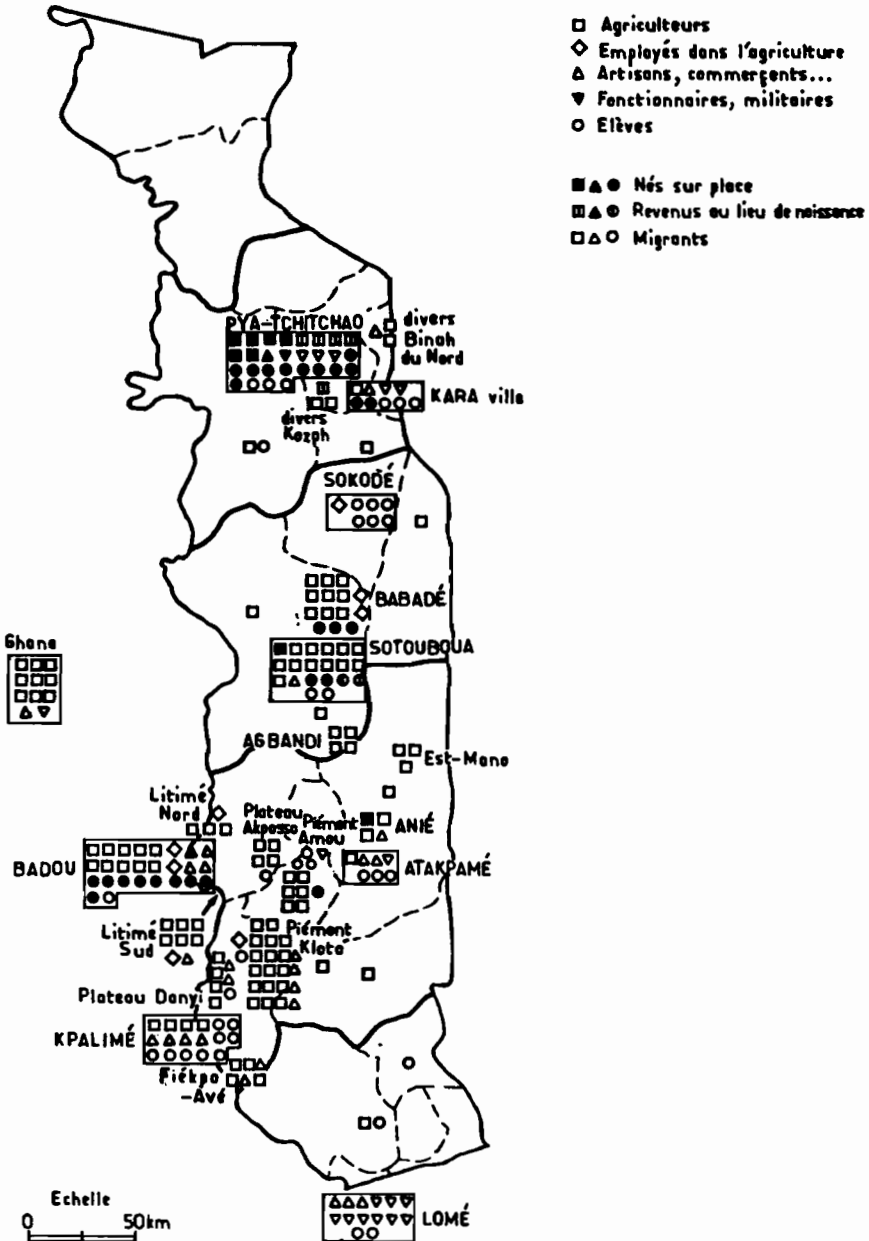 Agriculteurs
Employés dans l'agriculture
Artisans, commerçents...
Fonctionnaires, militaires
Elèves
Nés sur place
Revenus au lieu de naissance
Migrants
PYA-TCHITCHAO
divers
Binah
du Nord
KARA ville
divers
Kozah
SOKODÉ
BABADÉ
SOTOUBOUA
Ghana
AGBANDI
Est-Mono
Litimé
Nord
Plateau
Akposso
Piémont
Amou
ANIÉ
BADOU
ATAKPAMÉ
Litimé
Sud
Piémont
Kloto
Plateau Danyi
KPALIMÉ
Fiékpo
-Avé
Echelle
0 50km
LOMÉ